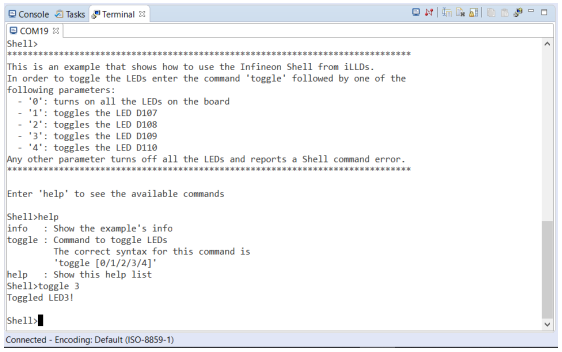 Console Tasks Terminal
COM19
Shell>
******************************************************************************
This is an example that shows how to use the Infineon Shell from iLLDs.
In order to toggle the LEDs enter the command 'toggle' followed by one of the
following parameters:
  - '0': turns on all the LEDs on the board
  - '1': toggles the LED D107
  - '2': toggles the LED D108
  - '3': toggles the LED D109
  - '4': toggles the LED D110
Any other parameter turns off all the LEDs and reports a Shell command error.
******************************************************************************
Enter 'help' to see the available commands
Shell>help
info   : Show the example's info
toggle : Command to toggle LEDs
         The correct syntax for this command is
         'toggle [0/1/2/3/4]'
help   : Show this help list
Shell>toggle 3
Toggled LED3!
Shell>
Connected - Encoding: Default (ISO-8859-1)